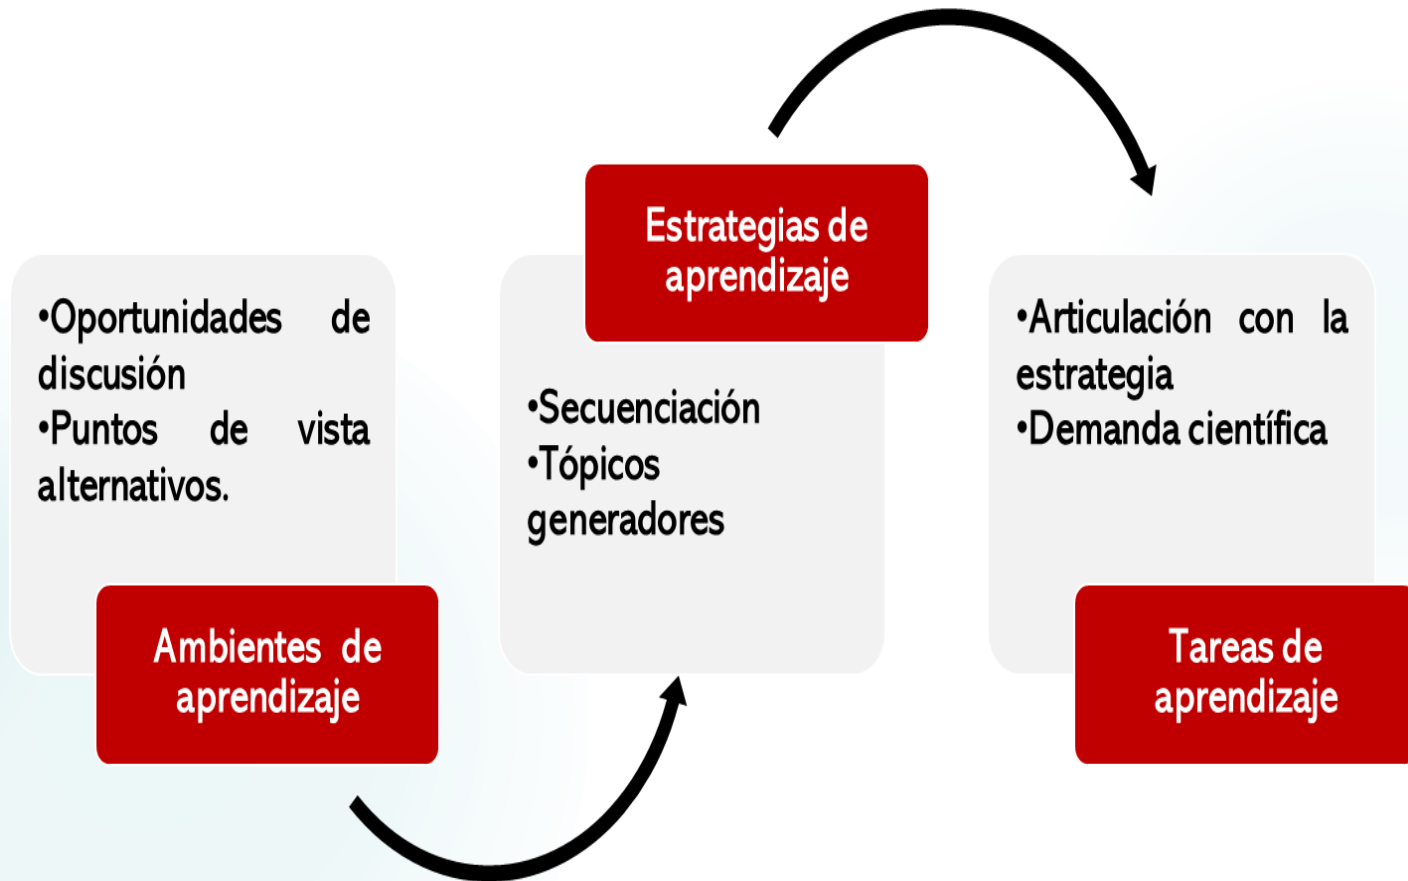 •Oportunidades de
discusión
•Puntos de vista
alternativos.
Ambientes de
aprendizaje
Estrategias de
aprendizaje
•Secuenciación
•Tópicos
generadores
•Articulación con la
estrategia
•Demanda científica
Tareas de
aprendizaje